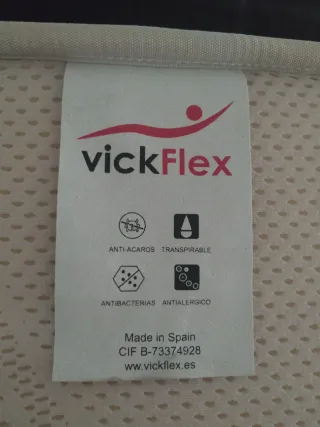 vickFlex
ANTI-ACAROS TRANSPIRABLE
ANTIBACTERIAS ANTIALERGICO
Made in Spain
CIF B-73374928
www.vickflex.es